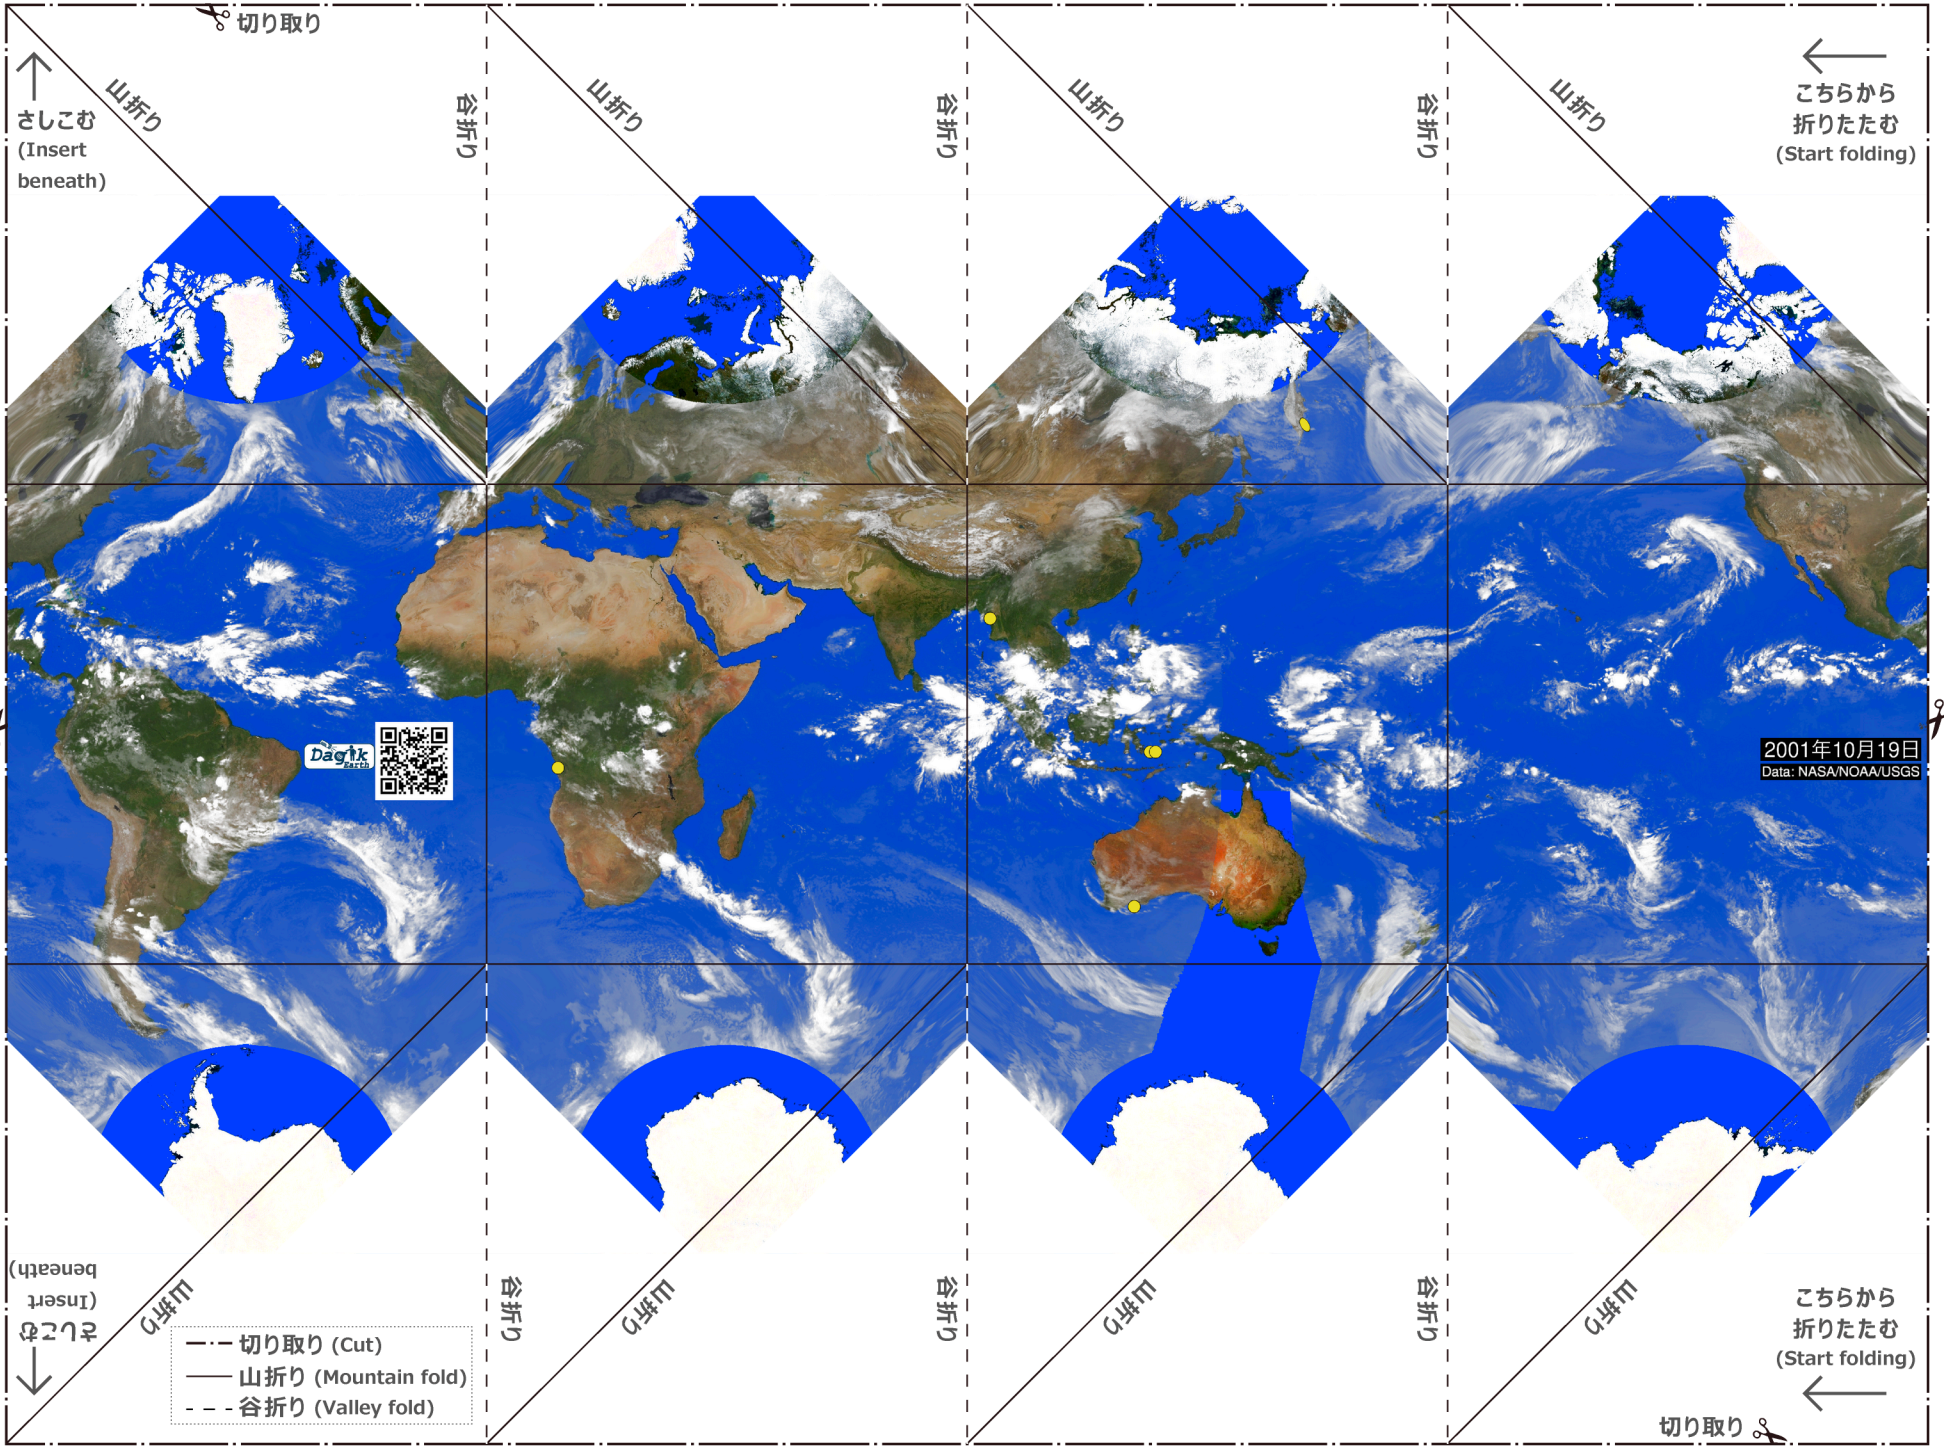 切り取り
さしこむ
(Insert
beneath)
山折り
谷折り
山折り
谷折り
山折り
谷折り
山折り
こちらから
折りたたむ
(Start folding)
Dagik
Earth
2001年10月19日
Data: NASA/NOAA/USGS
さしこむ
(Insert
beneath)
山折り
谷折り
山折り
谷折り
山折り
谷折り
山折り
こちらから
折りたたむ
(Start folding)
切り取り (Cut)
山折り (Mountain fold)
谷折り (Valley fold)
切り取り